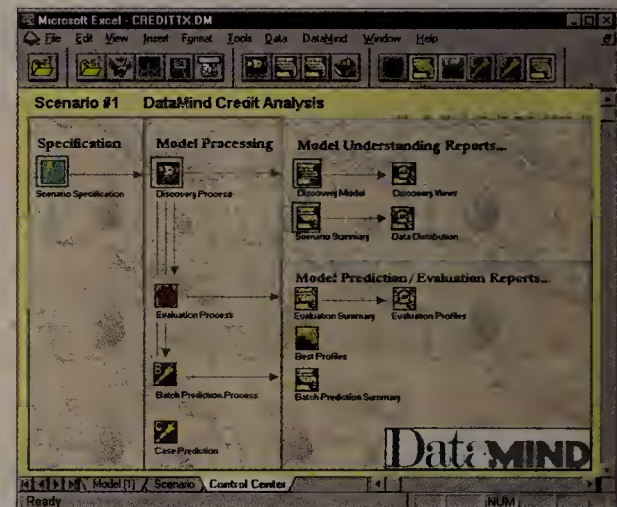 Microsoft Excel - CREDITTX.DM
File Edit View Insert Format Tools Data DataMind Window Help
Scenario #1 DataMind Credit Analysis
Specification
Scenario Specification
Model Processing
Discovery Process
Evaluation Process
Batch Prediction Process
Case Prediction
Model Understanding Reports...
Discovery Model Discovery Views
Scenario Summary Data Distribution
Model Prediction/Evaluation Reports...
Evaluation Summary Evaluation Profiles
Best Profiles
Batch Prediction Summary
DataMIND
Model [1] Scenario Control Center
Ready NUM